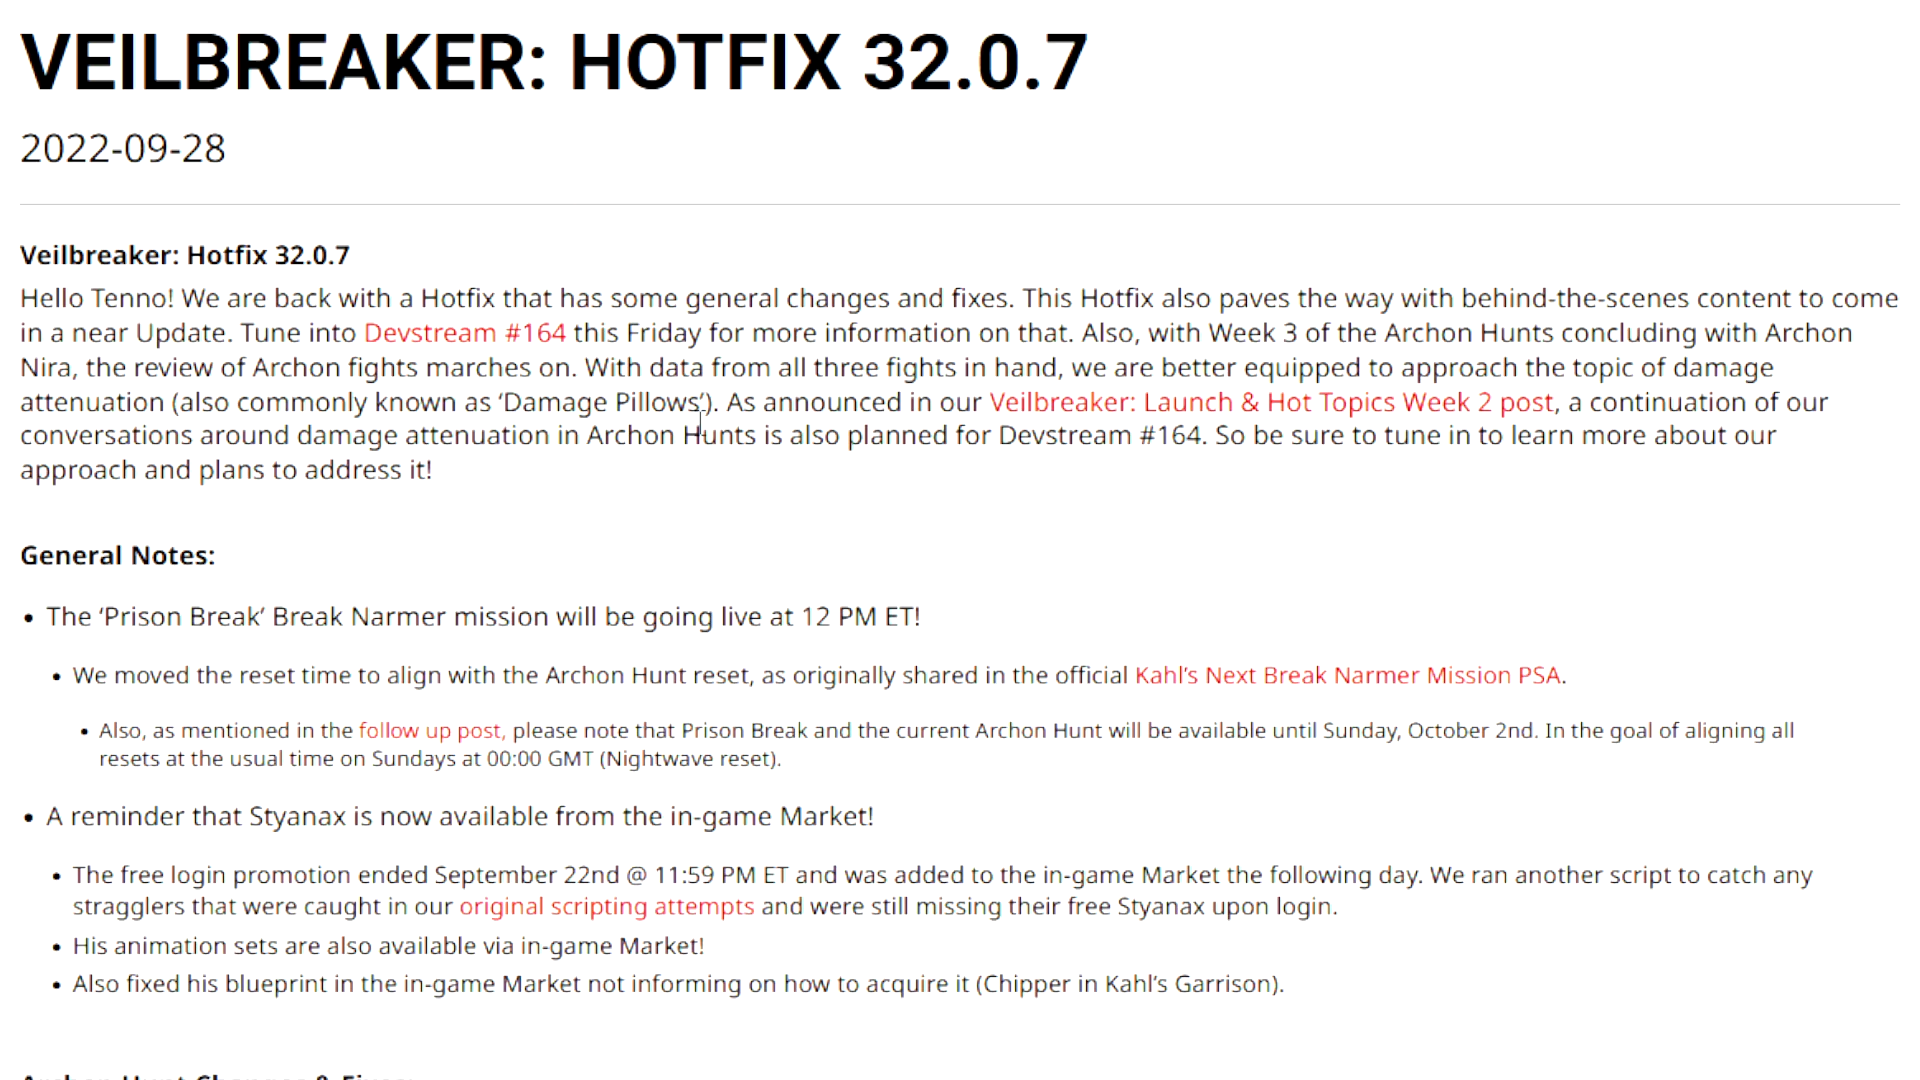 VEILBREAKER: HOTFIX 32.0.7
2022-09-28
Veilbreaker: Hotfix 32.0.7
Hello Tenno! We are back with a Hotfix that has some general changes and fixes. This Hotfix also paves the way with behind-the-scenes content to come
in a near Update. Tune into Devstream #164 this Friday for more information on that. Also, with Week 3 of the Archon Hunts concluding with Archon
Nira, the review of Archon fights marches on. With data from all three fights in hand, we are better equipped to approach the topic of damage
attenuation (also commonly known as ‘Damage Pillows’). As announced in our Veilbreaker: Launch & Hot Topics Week 2 post, a continuation of our
conversations around damage attenuation in Archon Hunts is also planned for Devstream #164. So be sure to tune in to learn more about our
approach and plans to address it!
General Notes:
• The ‘Prison Break’ Break Narmer mission will be going live at 12 PM ET!
• We moved the reset time to align with the Archon Hunt reset, as originally shared in the official Kahl’s Next Break Narmer Mission PSA.
• Also, as mentioned in the follow up post, please note that Prison Break and the current Archon Hunt will be available until Sunday, October 2nd. In the goal of aligning all
resets at the usual time on Sundays at 00:00 GMT (Nightwave reset).
• A reminder that Styanax is now available from the in-game Market!
• The free login promotion ended September 22nd @ 11:59 PM ET and was added to the in-game Market the following day. We ran another script to catch any
stragglers that were caught in our original scripting attempts and were still missing their free Styanax upon login.
• His animation sets are also available via in-game Market!
• Also fixed his blueprint in the in-game Market not informing on how to acquire it (Chipper in Kahl’s Garrison).
Archon Hunt Changes & Fixes: